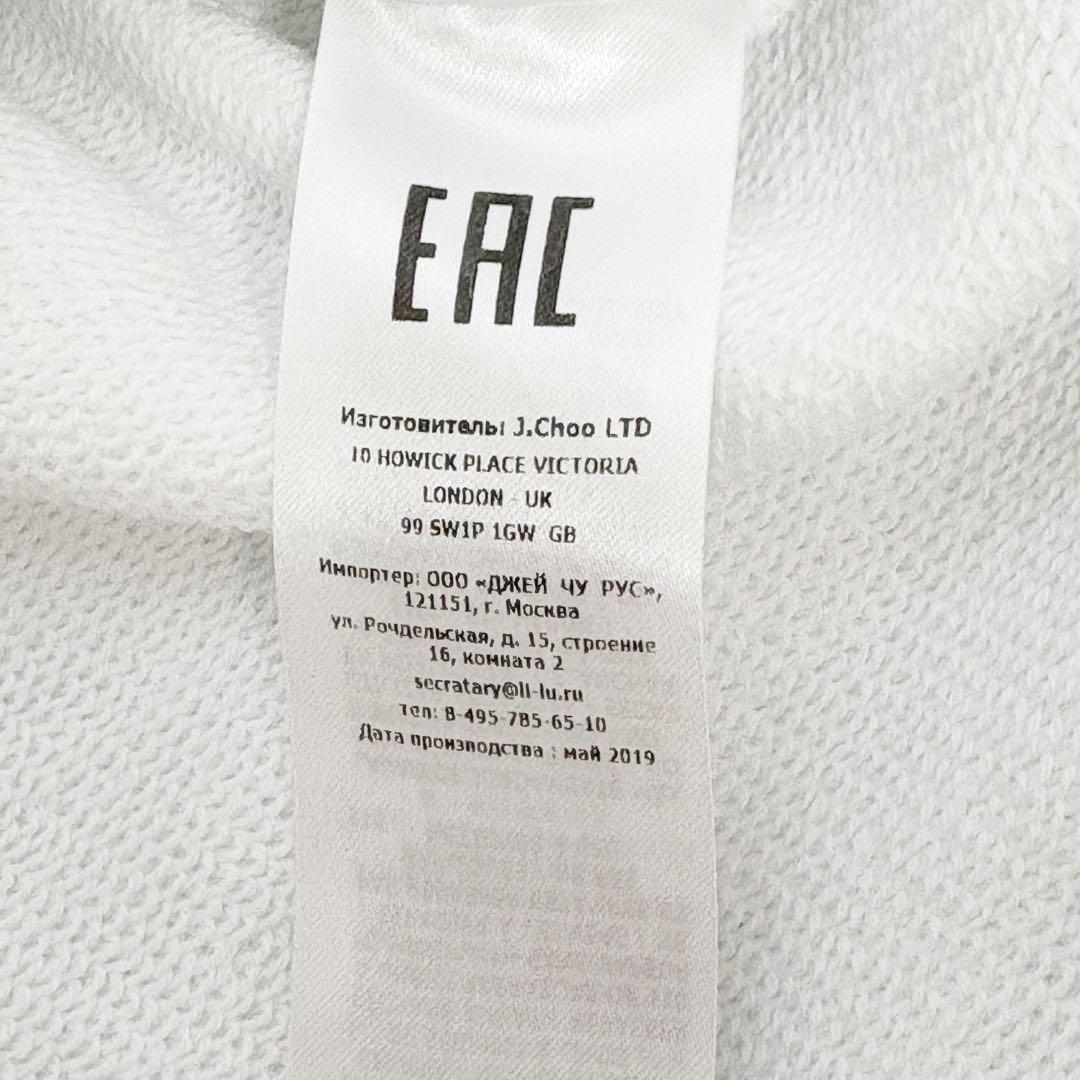 EAC
Изготовитель: J.Choo LTD
10 HOWICK PLACE VICTORIA
LONDON - UK
99 SW1P 1GW GB
Импортер: ООО «ДЖЕЙ ЧУ РУС»,
121151, г. Москва
ул. Рочдельская, д. 15, строение
16, комната 2
secratary@li-lu.ru
тел: 8-495-785-65-10
Дата производства : май 2019